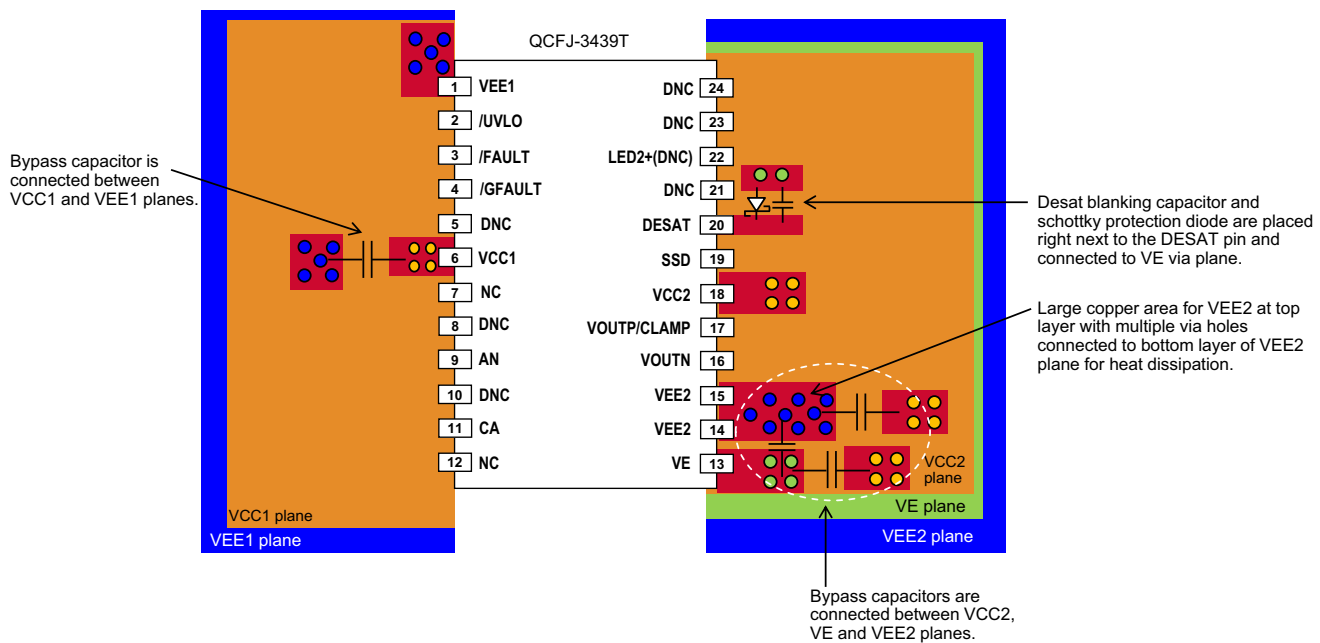 QCFJ-3439T
1 VEE1
2 /UVLO
3 /FAULT
4 /GFAULT
5 DNC
6 VCC1
7 NC
8 DNC
9 AN
10 DNC
11 CA
12 NC
DNC 24
DNC 23
LED2+(DNC) 22
DNC 21
DESAT 20
SSD 19
VCC2 18
VOUTP/CLAMP 17
VOUTN 16
VEE2 15
VEE2 14
VE 13
Bypass capacitor is
connected between
VCC1 and VEE1 planes.
VCC1 plane
VEE1 plane
Desat blanking capacitor and
schottky protection diode are placed
right next to the DESAT pin and
connected to VE via plane.
Large copper area for VEE2 at top
layer with multiple via holes
connected to bottom layer of VEE2
plane for heat dissipation.
VCC2
plane
VE plane
VEE2 plane
Bypass capacitors are
connected between VCC2,
VE and VEE2 planes.